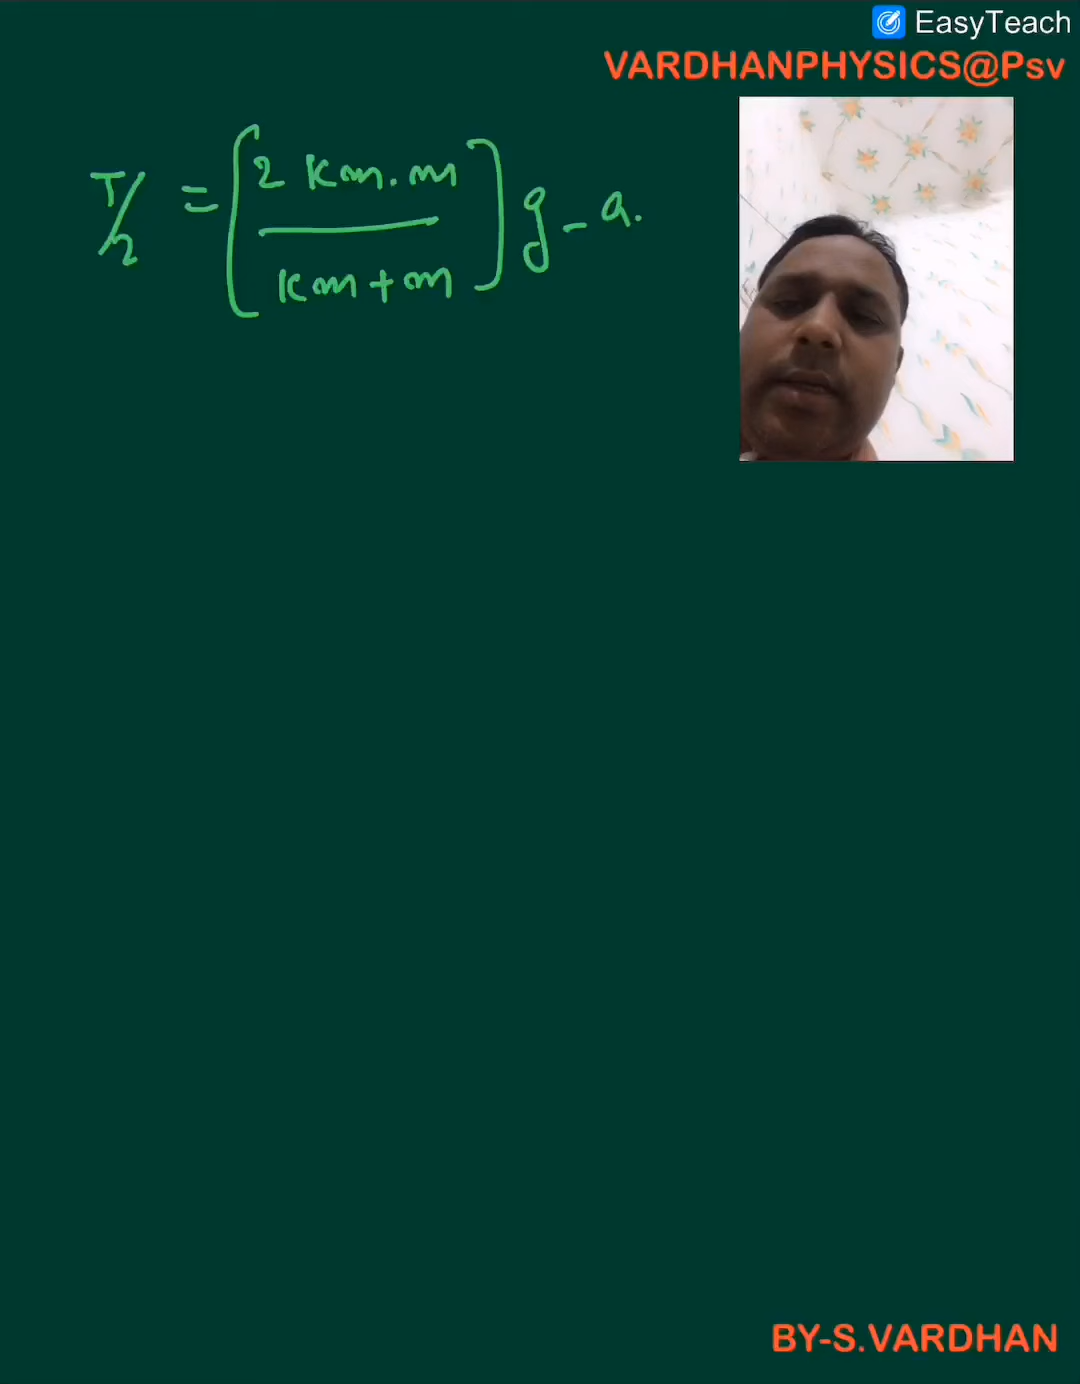 EasyTeach
VARDHANPHYSICS@Psv
T/2 = [2 Km.m / Km+m] g-a.
BY-S.VARDHAN